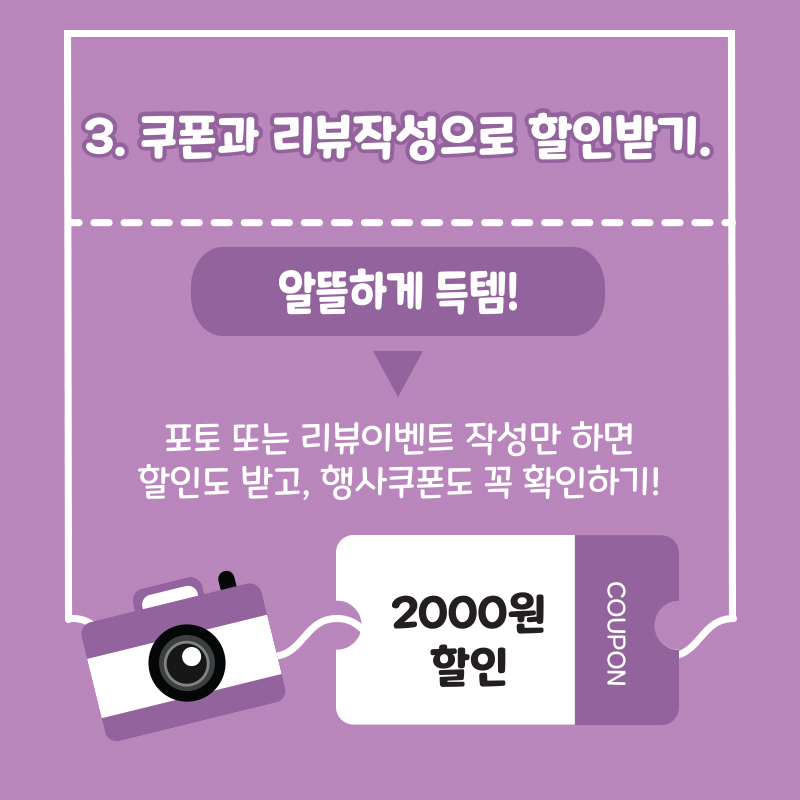 3. 쿠폰과 리뷰작성으로 할인받기.
알뜰하게 득템!
포토 또는 리뷰이벤트 작성만 하면
할인도 받고, 행사쿠폰도 꼭 확인하기!
2000원
할인
COUPON